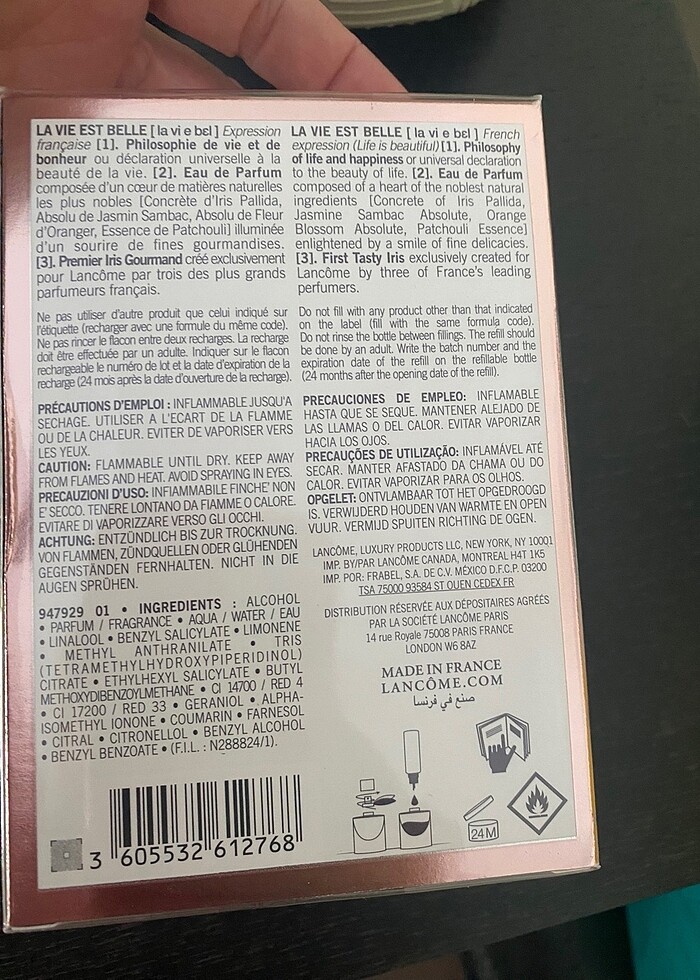 LA VIE EST BELLE [ la vi e bɛl ] Expression
française [1]. Philosophie de vie et de
bonheur ou déclaration universelle à la
beauté de la vie. [2]. Eau de Parfum
composée d'un cœur de matières naturelles
les plus nobles [Concrète d'Iris Pallida,
Absolu de Jasmin Sambac, Absolu de Fleur
d'Oranger, Essence de Patchouli] illuminée
d'un sourire de fines gourmandises.
[3]. Premier Iris Gourmand créé exclusivement
pour Lancôme par trois des plus grands
parfumeurs français.
Ne pas utiliser d'autre produit que celui indiqué sur
l'étiquette (recharger avec une formule du même code).
Ne pas rincer le flacon entre deux recharges. La recharge
doit être effectuée par un adulte. Indiquer sur le flacon
rechargeable le numéro de lot et la date d'expiration de la
recharge (24 mois après la date d'ouverture de la recharge).
PRÉCAUTIONS D'EMPLOI : INFLAMMABLE JUSQU'A
SECHAGE. UTILISER A L'ECART DE LA FLAMME
OU DE LA CHALEUR. EVITER DE VAPORISER VERS
LES YEUX.
CAUTION: FLAMMABLE UNTIL DRY. KEEP AWAY
FROM FLAMES AND HEAT. AVOID SPRAYING IN EYES.
PRECAUZIONI D'USO: INFIAMMABILE FINCHE' NON
E' SECCO. TENERE LONTANO DA FIAMME O CALORE.
EVITARE DI VAPORIZZARE VERSO GLI OCCHI.
ACHTUNG: ENTZÜNDLICH BIS ZUR TROCKNUNG.
VON FLAMMEN, ZÜNDQUELLEN ODER GLÜHENDEN
GEGENSTÄNDEN FERNHALTEN. NICHT IN DIE
AUGEN SPRÜHEN.
947929 01 • INGREDIENTS : ALCOHOL
• PARFUM / FRAGRANCE • AQUA / WATER / EAU
• LINALOOL • BENZYL SALICYLATE • LIMONENE
• METHYL ANTHRANILATE • TRIS
(TETRAMETHYLHYDROXYPIPERIDINOL)
CITRATE • ETHYLHEXYL SALICYLATE • BUTYL
METHOXYDIBENZOYLMETHANE • CI 14700 / RED 4
• CI 17200 / RED 33 • GERANIOL • ALPHA-
ISOMETHYL IONONE • COUMARIN • FARNESOL
• CITRAL • CITRONELLOL • BENZYL ALCOHOL
• BENZYL BENZOATE • (F.I.L. : N288824/1).
3 605532 612768
LA VIE EST BELLE [ la vi e bɛl ] French
expression (Life is beautiful) [1]. Philosophy
of life and happiness or universal declaration
to the beauty of life. [2]. Eau de Parfum
composed of a heart of the noblest natural
ingredients [Concrete of Iris Pallida,
Jasmine Sambac Absolute, Orange
Blossom Absolute, Patchouli Essence]
enlightened by a smile of fine delicacies.
[3]. First Tasty Iris exclusively created for
Lancôme by three of France's leading
perfumers.
Do not fill with any product other than that indicated
on the label (fill with the same formula code).
Do not rinse the bottle between fillings. The refill should
be done by an adult. Write the batch number and the
expiration date of the refill on the refillable bottle
(24 months after the opening date of the refill).
PRECAUCIONES DE EMPLEO: INFLAMABLE
HASTA QUE SE SEQUE. MANTENER ALEJADO DE
LAS LLAMAS O DEL CALOR. EVITAR VAPORIZAR
HACIA LOS OJOS.
PRECAUÇÕES DE UTILIZAÇÃO: INFLAMÁVEL ATÉ
SECAR. MANTER AFASTADO DA CHAMA OU DO
CALOR. EVITAR VAPORIZAR PARA OS OLHOS.
OPGELET: ONTVLAMBAAR TOT HET OPGEDROOGD
IS. VERWIJDERD HOUDEN VAN WARMTE EN OPEN
VUUR. VERMIJD SPUITEN RICHTING DE OGEN.
LANCÔME, LUXURY PRODUCTS LLC, NEW YORK, NY 10001
IMP. BY/PAR LANCÔME CANADA, MONTREAL H4T 1K5
IMP. POR: FRABEL, S.A. DE C.V. MÉXICO D.F.C.P. 03200
TSA 75000 93584 ST OUEN CEDEX FR
DISTRIBUTION RÉSERVÉE AUX DÉPOSITAIRES AGRÉÉS
PAR LA SOCIÉTÉ LANCÔME PARIS
14 rue Royale 75008 PARIS FRANCE
LONDON W6 8AZ
MADE IN FRANCE
LANCÔME.COM
صنع في فرنسا
24 M